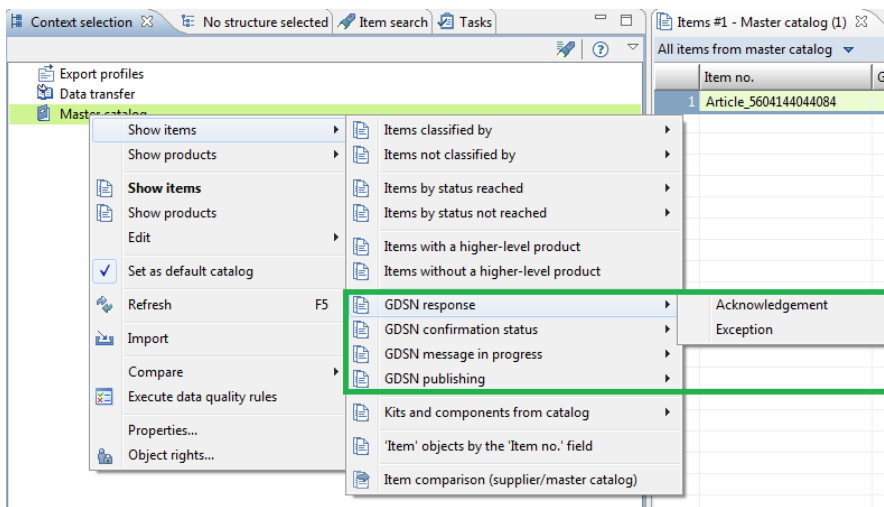 Context selection
No structure selected
Item search
Tasks
Items #1 - Master catalog (1)
All items from master catalog
Item no.
1 Article_5604144044084
Export profiles
Data transfer
Master catalog
Show items
Show products
Show items
Show products
Edit
Set as default catalog
Refresh F5
Import
Compare
Execute data quality rules
Properties...
Object rights...
Items classified by
Items not classified by
Items by status reached
Items by status not reached
Items with a higher-level product
Items without a higher-level product
GDSN response
GDSN confirmation status
GDSN message in progress
GDSN publishing
Kits and components from catalog
'Item' objects by the 'Item no.' field
Item comparison (supplier/master catalog)
Acknowledgement
Exception